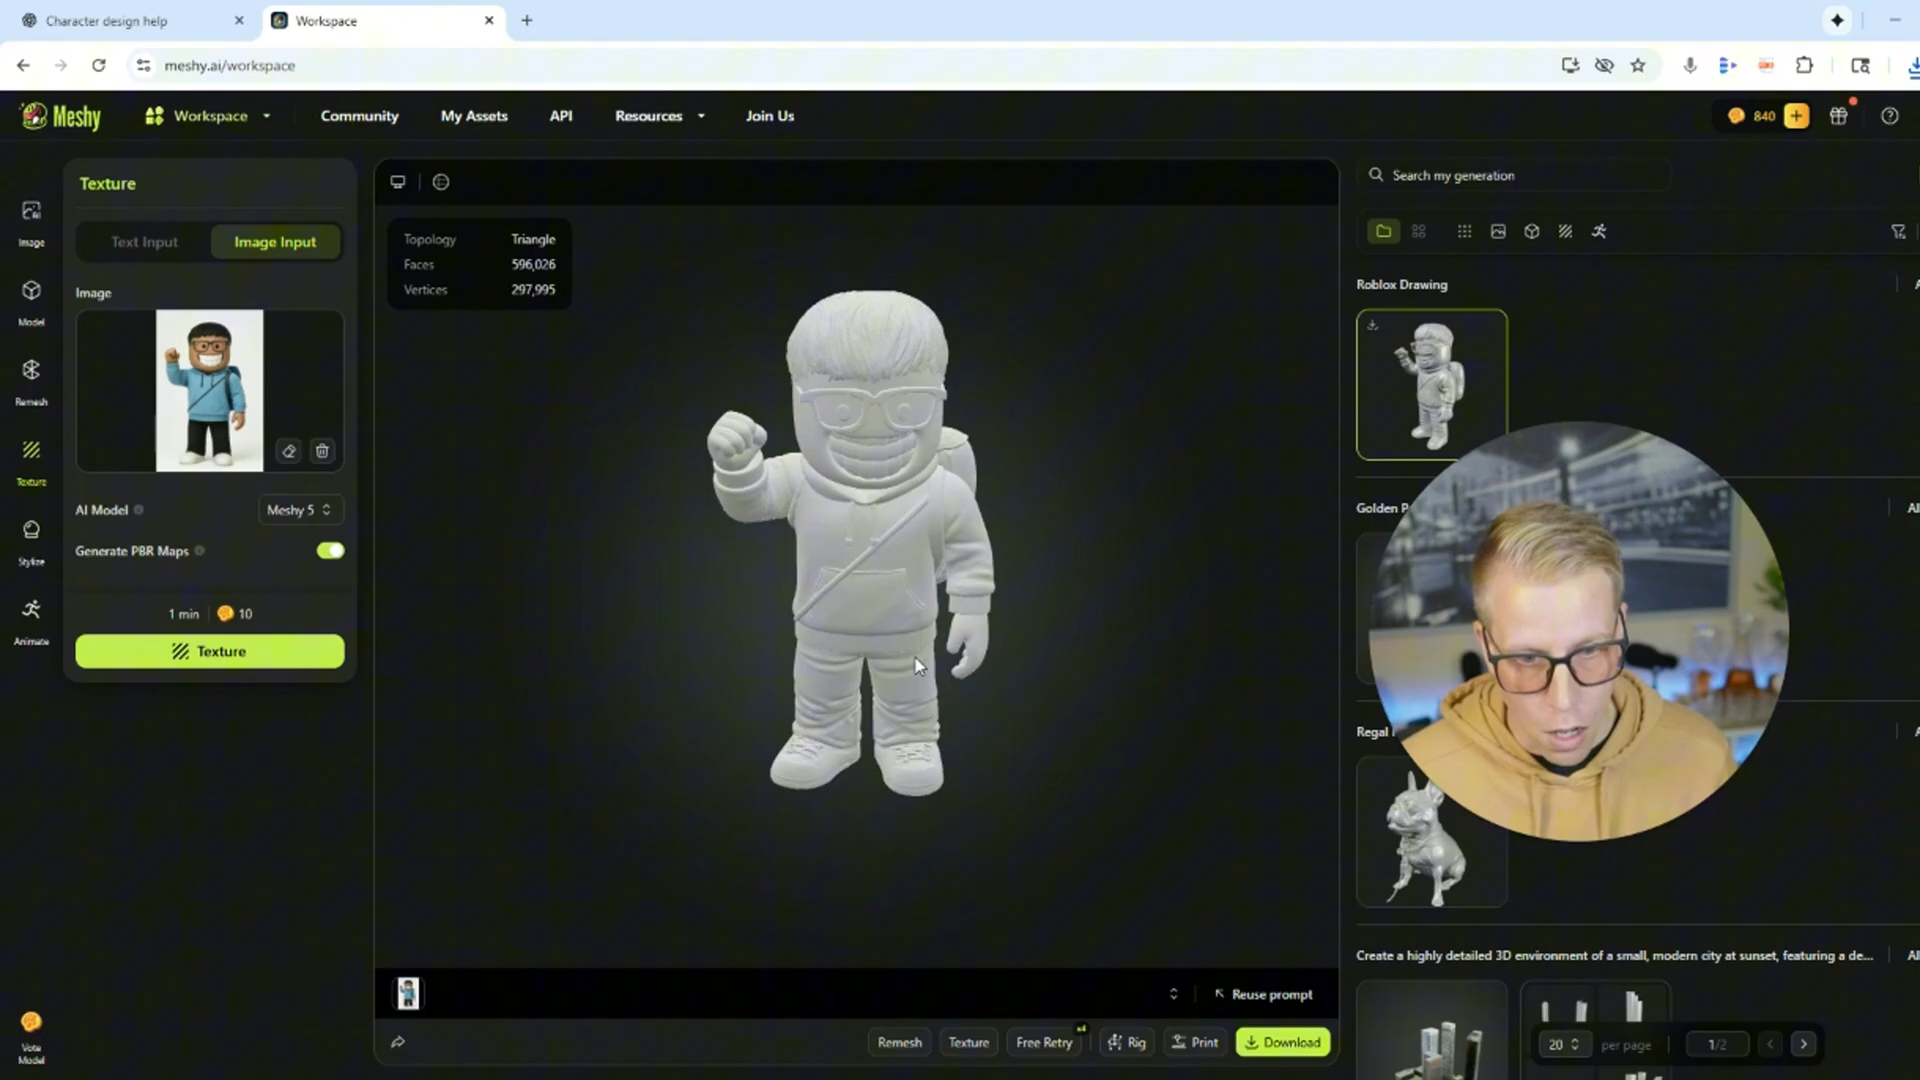 Character design help
Workspace
meshy.ai/workspace
Meshy
Workspace
Community
My Assets
API
Resources
Join Us
840
Texture
Text Input
Image Input
Image
AI Model
Meshy 5
Generate PBR Maps
1 min
10
Texture
Image
Model
Remesh
Texture
Stylize
Animate
Vote
Model
Topology Triangle
Faces 596,026
Vertices 297,995
Reuse prompt
Remesh
Texture
Free Retry
x4
Rig
Print
Download
Search my generation
Roblox Drawing
Golden
Regal
Create a highly detailed 3D environment of a small, modern city at sunset, featuring a de...
20
per page
1/2